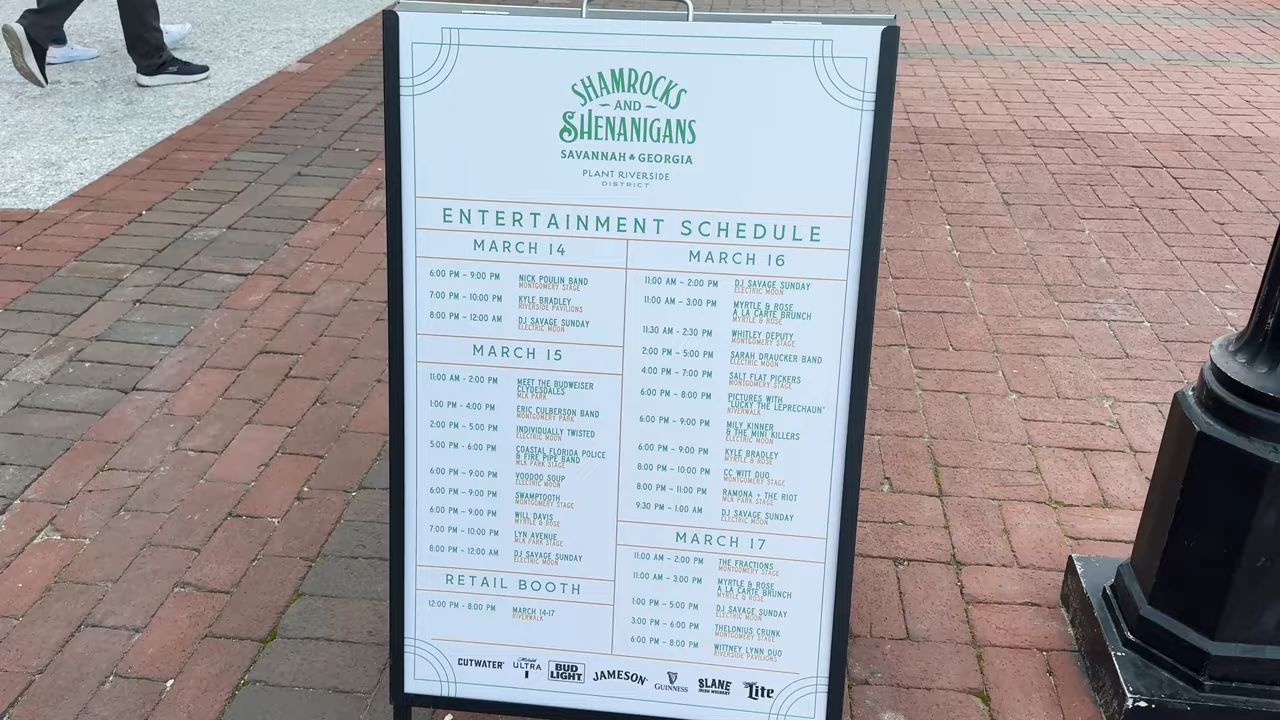 SHAMROCKS
AND
SHENANIGANS
SAVANNAH GEORGIA
PLANT RIVERSIDE
DISTRICT
ENTERTAINMENT SCHEDULE
MARCH 14
6:00 PM – 9:00 PM NICK POULIN BAND
MONTGOMERY STAGE
7:00 PM – 10:00 PM KYLE BRADLEY
RIVERSIDE PAVILIONS
8:00 PM – 12:00 AM DJ SAVAGE SUNDAY
ELECTRIC MOON
MARCH 15
11:00 AM – 2:00 PM MEET THE BUDWEISER
CLYDESDALES
MLK PARK
1:00 PM – 4:00 PM ERIC CULBERSON BAND
MONTGOMERY PARK
2:00 PM – 5:00 PM INDIVIDUALLY TWISTED
ELECTRIC MOON
5:00 PM – 6:00 PM COASTAL FLORIDA POLICE
& FIRE PIPE BAND
MLK PARK STAGE
6:00 PM – 9:00 PM VOODOO SOUP
ELECTRIC MOON
6:00 PM – 9:00 PM SWAMPTOOTH
MONTGOMERY STAGE
6:00 PM – 9:00 PM WILL DAVIS
MYRTLE & ROSE
7:00 PM – 10:00 PM LYN AVENUE
MLK PARK STAGE
8:00 PM – 12:00 AM DJ SAVAGE SUNDAY
ELECTRIC MOON
RETAIL BOOTH
12:00 PM – 8:00 PM MARCH 14-17
RIVERWALK
MARCH 16
11:00 AM – 2:00 PM DJ SAVAGE SUNDAY
ELECTRIC MOON
11:00 AM – 3:00 PM MYRTLE & ROSE
A LA CARTE BRUNCH
MYRTLE & ROSE
11:30 AM – 2:30 PM WHITLEY DEPUTY
MONTGOMERY STAGE
2:00 PM – 5:00 PM SARAH DRAUCKER BAND
ELECTRIC MOON
4:00 PM – 7:00 PM SALT FLAT PICKERS
MONTGOMERY STAGE
6:00 PM – 8:00 PM PICTURES WITH
"LUCKY THE LEPRECHAUN"
RIVERWALK
6:00 PM – 9:00 PM MILY KINNER
& THE MINI KILLERS
ELECTRIC MOON
6:00 PM – 9:00 PM KYLE BRADLEY
MYRTLE & ROSE
8:00 PM – 10:00 PM CC WITT DUO
MONTGOMERY STAGE
8:00 PM – 11:00 PM RAMONA + THE RIOT
MLK PARK STAGE
9:30 PM – 1:00 AM DJ SAVAGE SUNDAY
ELECTRIC MOON
MARCH 17
11:00 AM – 2:00 PM THE FRACTIONS
MONTGOMERY STAGE
11:00 AM – 3:00 PM MYRTLE & ROSE
A LA CARTE BRUNCH
MYRTLE & ROSE
1:00 PM – 5:00 PM DJ SAVAGE SUNDAY
ELECTRIC MOON
3:00 PM – 6:00 PM THELONIUS CRUNK
MONTGOMERY STAGE
6:00 PM – 8:00 PM WITTNEY LYNN DUO
RIVERSIDE PAVILIONS
CUTWATER Michelob ULTRA BUD LIGHT JAMESON GUINNESS SLANE IRISH WHISKEY Lite